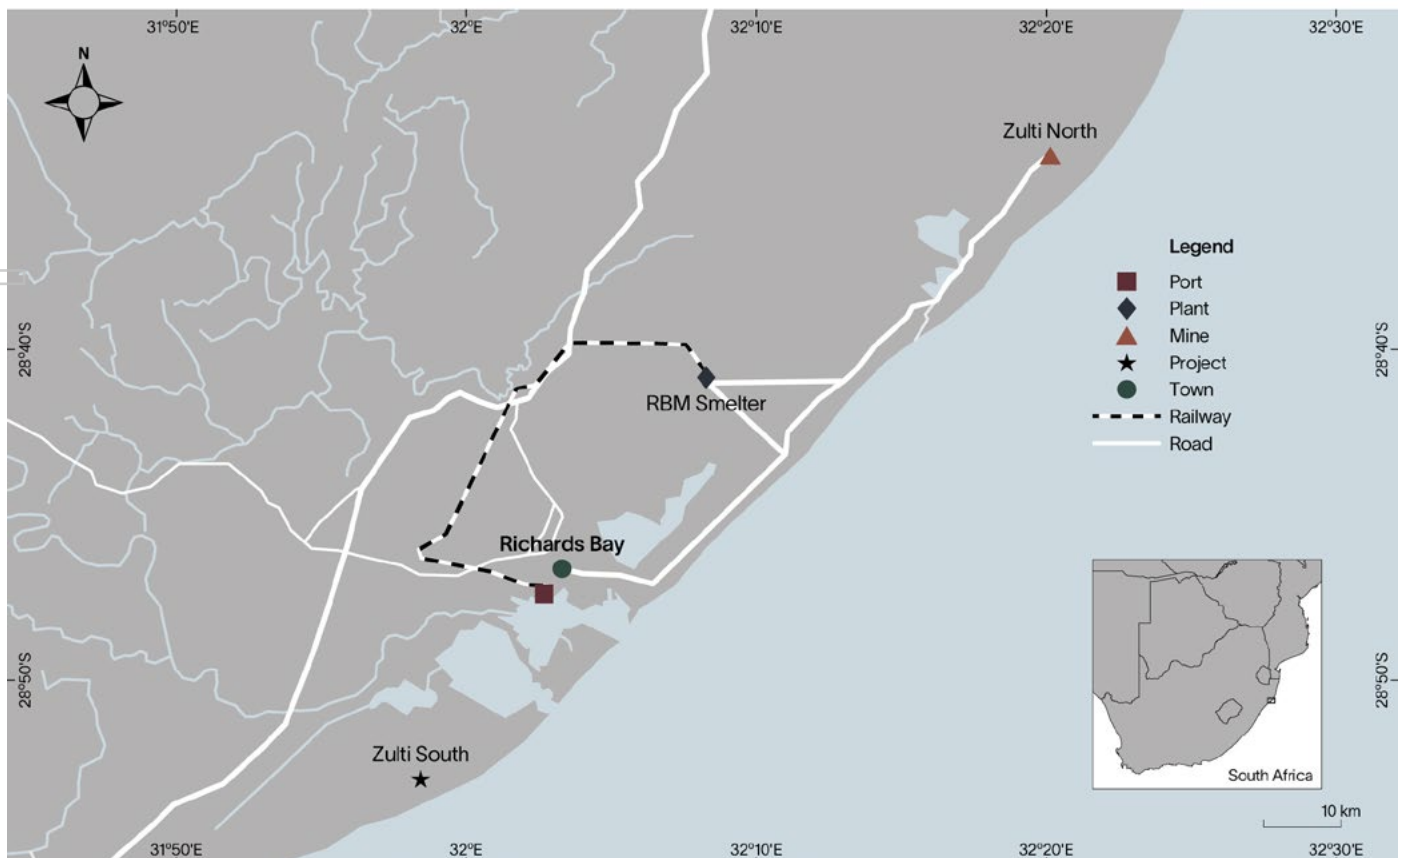 31°50'E
32°E
32°10'E
32°20'E
32°30'E
N
Zulti North
Legend
Port
Plant
Mine
Project
Town
Railway
Road
28°40'S
28°40'S
RBM Smelter
Richards Bay
28°50'S
28°50'S
Zulti South
South Africa
10 km
31°50'E
32°E
32°10'E
32°20'E
32°30'E